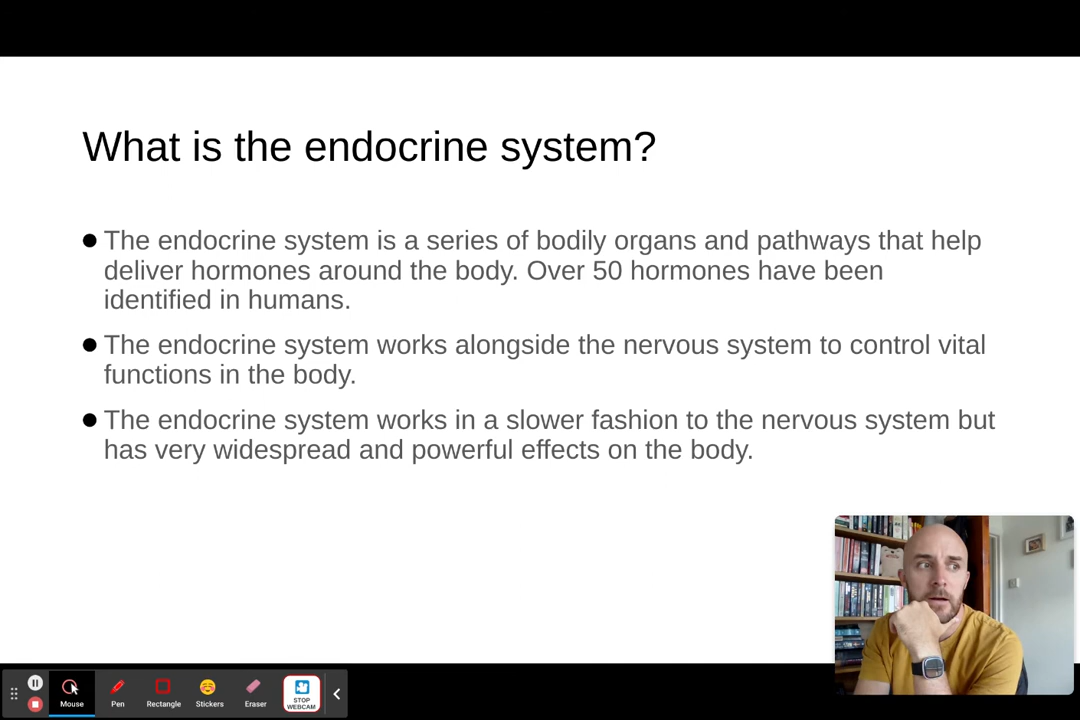 What is the endocrine system?
● The endocrine system is a series of bodily organs and pathways that help
deliver hormones around the body. Over 50 hormones have been
identified in humans.
● The endocrine system works alongside the nervous system to control vital
functions in the body.
● The endocrine system works in a slower fashion to the nervous system but
has very widespread and powerful effects on the body.
Mouse
Pen
Rectangle
Stickers
Eraser
STOP
WEBCAM